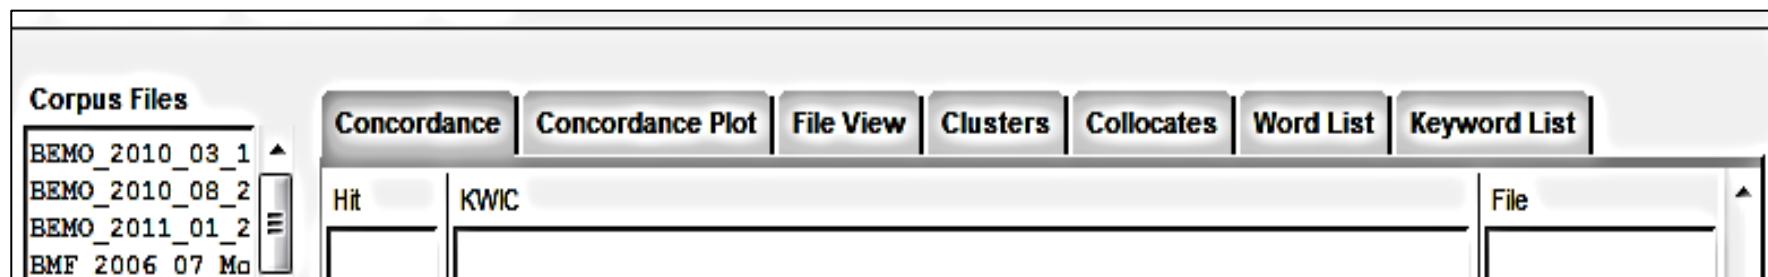 Corpus Files
BEMO_2010_03_1
BEMO_2010_08_2
BEMO_2011_01_2
BMF_2006_07_Mo
Concordance Concordance Plot File View Clusters Collocates Word List Keyword List
Hit KWIC File